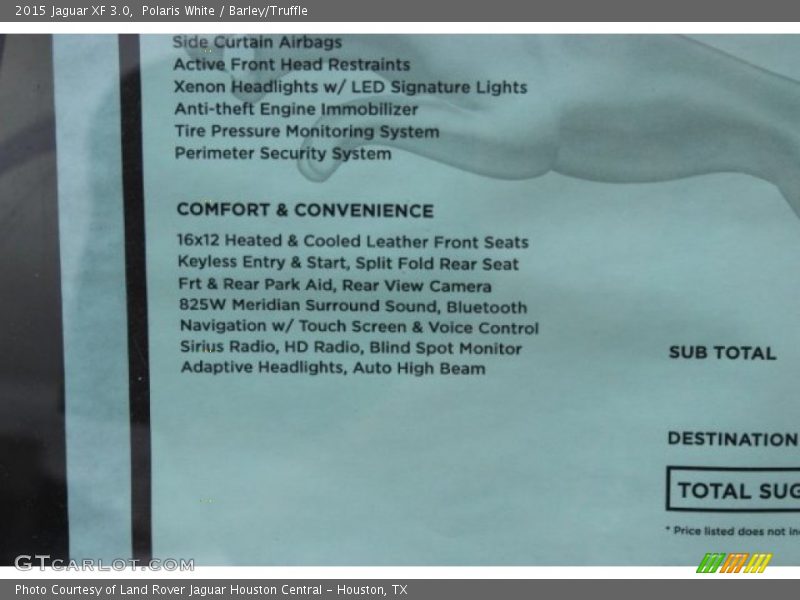 2015 Jaguar XF 3.0, Polaris White / Barley/Truffle
Side Curtain Airbags
Active Front Head Restraints
Xenon Headlights w/ LED Signature Lights
Anti-theft Engine Immobilizer
Tire Pressure Monitoring System
Perimeter Security System
COMFORT & CONVENIENCE
16x12 Heated & Cooled Leather Front Seats
Keyless Entry & Start, Split Fold Rear Seat
Frt & Rear Park Aid, Rear View Camera
825W Meridian Surround Sound, Bluetooth
Navigation w/ Touch Screen & Voice Control
Sirius Radio, HD Radio, Blind Spot Monitor
Adaptive Headlights, Auto High Beam
SUB TOTAL
DESTINATION
TOTAL SUG
* Price listed does not in
GTCARLOT.COM
Photo Courtesy of Land Rover Jaguar Houston Central – Houston, TX